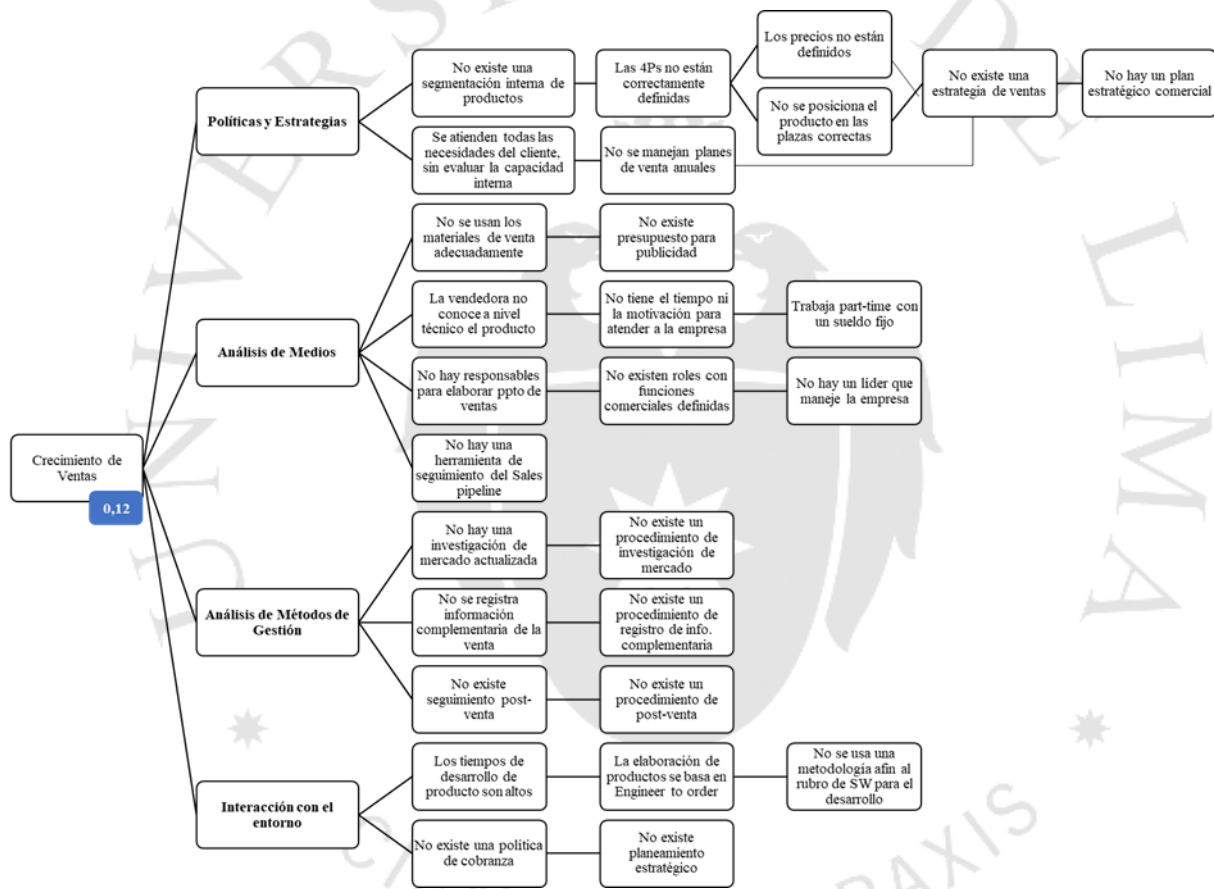 Crecimiento de
Ventas
0,12
Políticas y Estrategias
No existe una
segmentación interna de
productos
Las 4Ps no están
correctamente
definidas
Los precios no están
definidos
No se posiciona el
producto en las
plazas correctas
No existe una
estrategia de ventas
No hay un plan
estratégico comercial
Se atienden todas las
necesidades del cliente,
sin evaluar la capacidad
interna
No se manejan planes
de venta anuales
Análisis de Medios
No se usan los
materiales de venta
adecuadamente
No existe
presupuesto para
publicidad
La vendedora no
conoce a nivel
técnico el producto
No tiene el tiempo ni
la motivación para
atender a la empresa
Trabaja part-time con
un sueldo fijo
No hay responsables
para elaborar ppto de
ventas
No existen roles con
funciones
comerciales definidas
No hay un líder que
maneje la empresa
No hay una
herramienta de
seguimiento del Sales
pipeline
Análisis de Métodos de
Gestión
No hay una
investigación de
mercado actualizada
No existe un
procedimiento de
investigación de
mercado
No se registra
información
complementaria de la
venta
No existe un
procedimiento de
registro de info.
complementaria
No existe
seguimiento post-
venta
No existe un
procedimiento de
post-venta
Interacción con el
entorno
Los tiempos de
desarrollo de
producto son altos
La elaboración de
productos se basa en
Engineer to order
No se usa una
metodología afin al
rubro de SW para el
desarrollo
No existe una política
de cobranza
No existe
planeamiento
estratégico